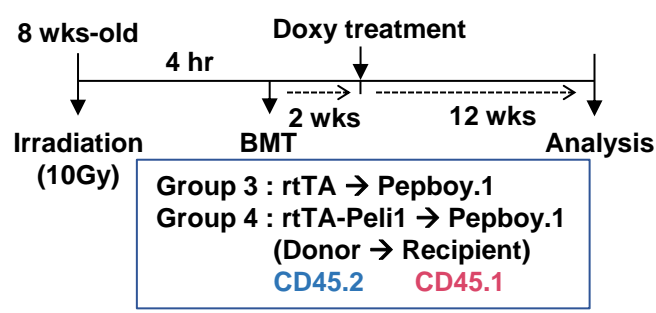 8 wks-old
Doxy treatment
4 hr
2 wks
12 wks
Irradiation
(10Gy)
BMT
Analysis
Group 3 : rtTA → Pepboy.1
Group 4 : rtTA-Peli1 → Pepboy.1
(Donor → Recipient)
CD45.2 CD45.1